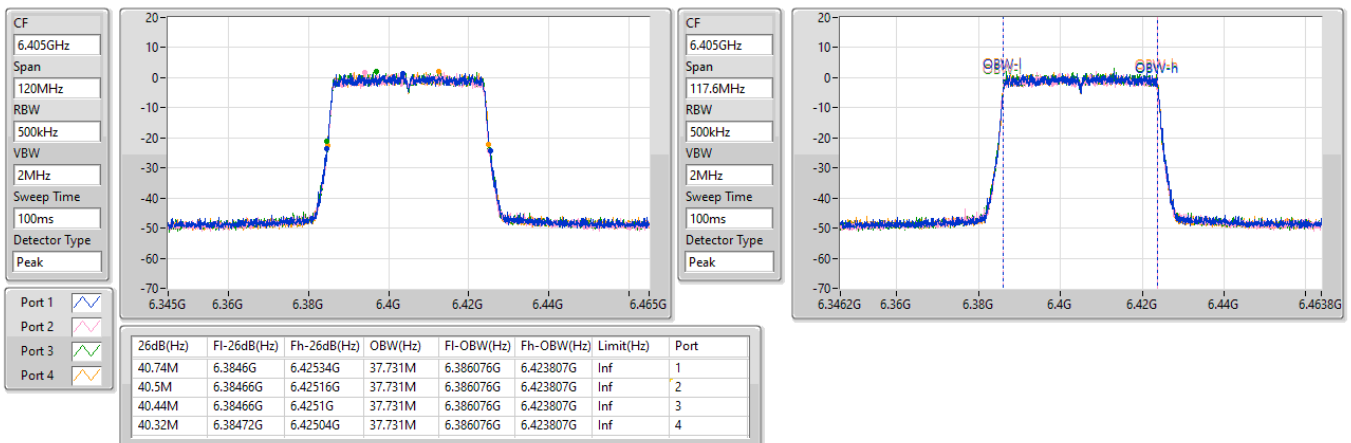 CF
6.405GHz
Span
120MHz
RBW
500kHz
VBW
2MHz
Sweep Time
100ms
Detector Type
Peak
20
10
0
-10
-20
-30
-40
-50
-60
-70
6.345G 6.36G 6.38G 6.4G 6.42G 6.44G 6.465G
CF
6.405GHz
Span
117.6MHz
RBW
500kHz
VBW
2MHz
Sweep Time
100ms
Detector Type
Peak
20
10
0
-10
-20
-30
-40
-50
-60
-70
OBW-l OBW-h
6.3462G 6.36G 6.38G 6.4G 6.42G 6.44G 6.4638G
Port 1
Port 2
Port 3
Port 4
26dB(Hz) Fl-26dB(Hz) Fh-26dB(Hz) OBW(Hz) Fl-OBW(Hz) Fh-OBW(Hz) Limit(Hz) Port
40.74M 6.3846G 6.42534G 37.731M 6.386076G 6.423807G Inf 1
40.5M 6.38466G 6.42516G 37.731M 6.386076G 6.423807G Inf 2
40.44M 6.38466G 6.4251G 37.731M 6.386076G 6.423807G Inf 3
40.32M 6.38472G 6.42504G 37.731M 6.386076G 6.423807G Inf 4